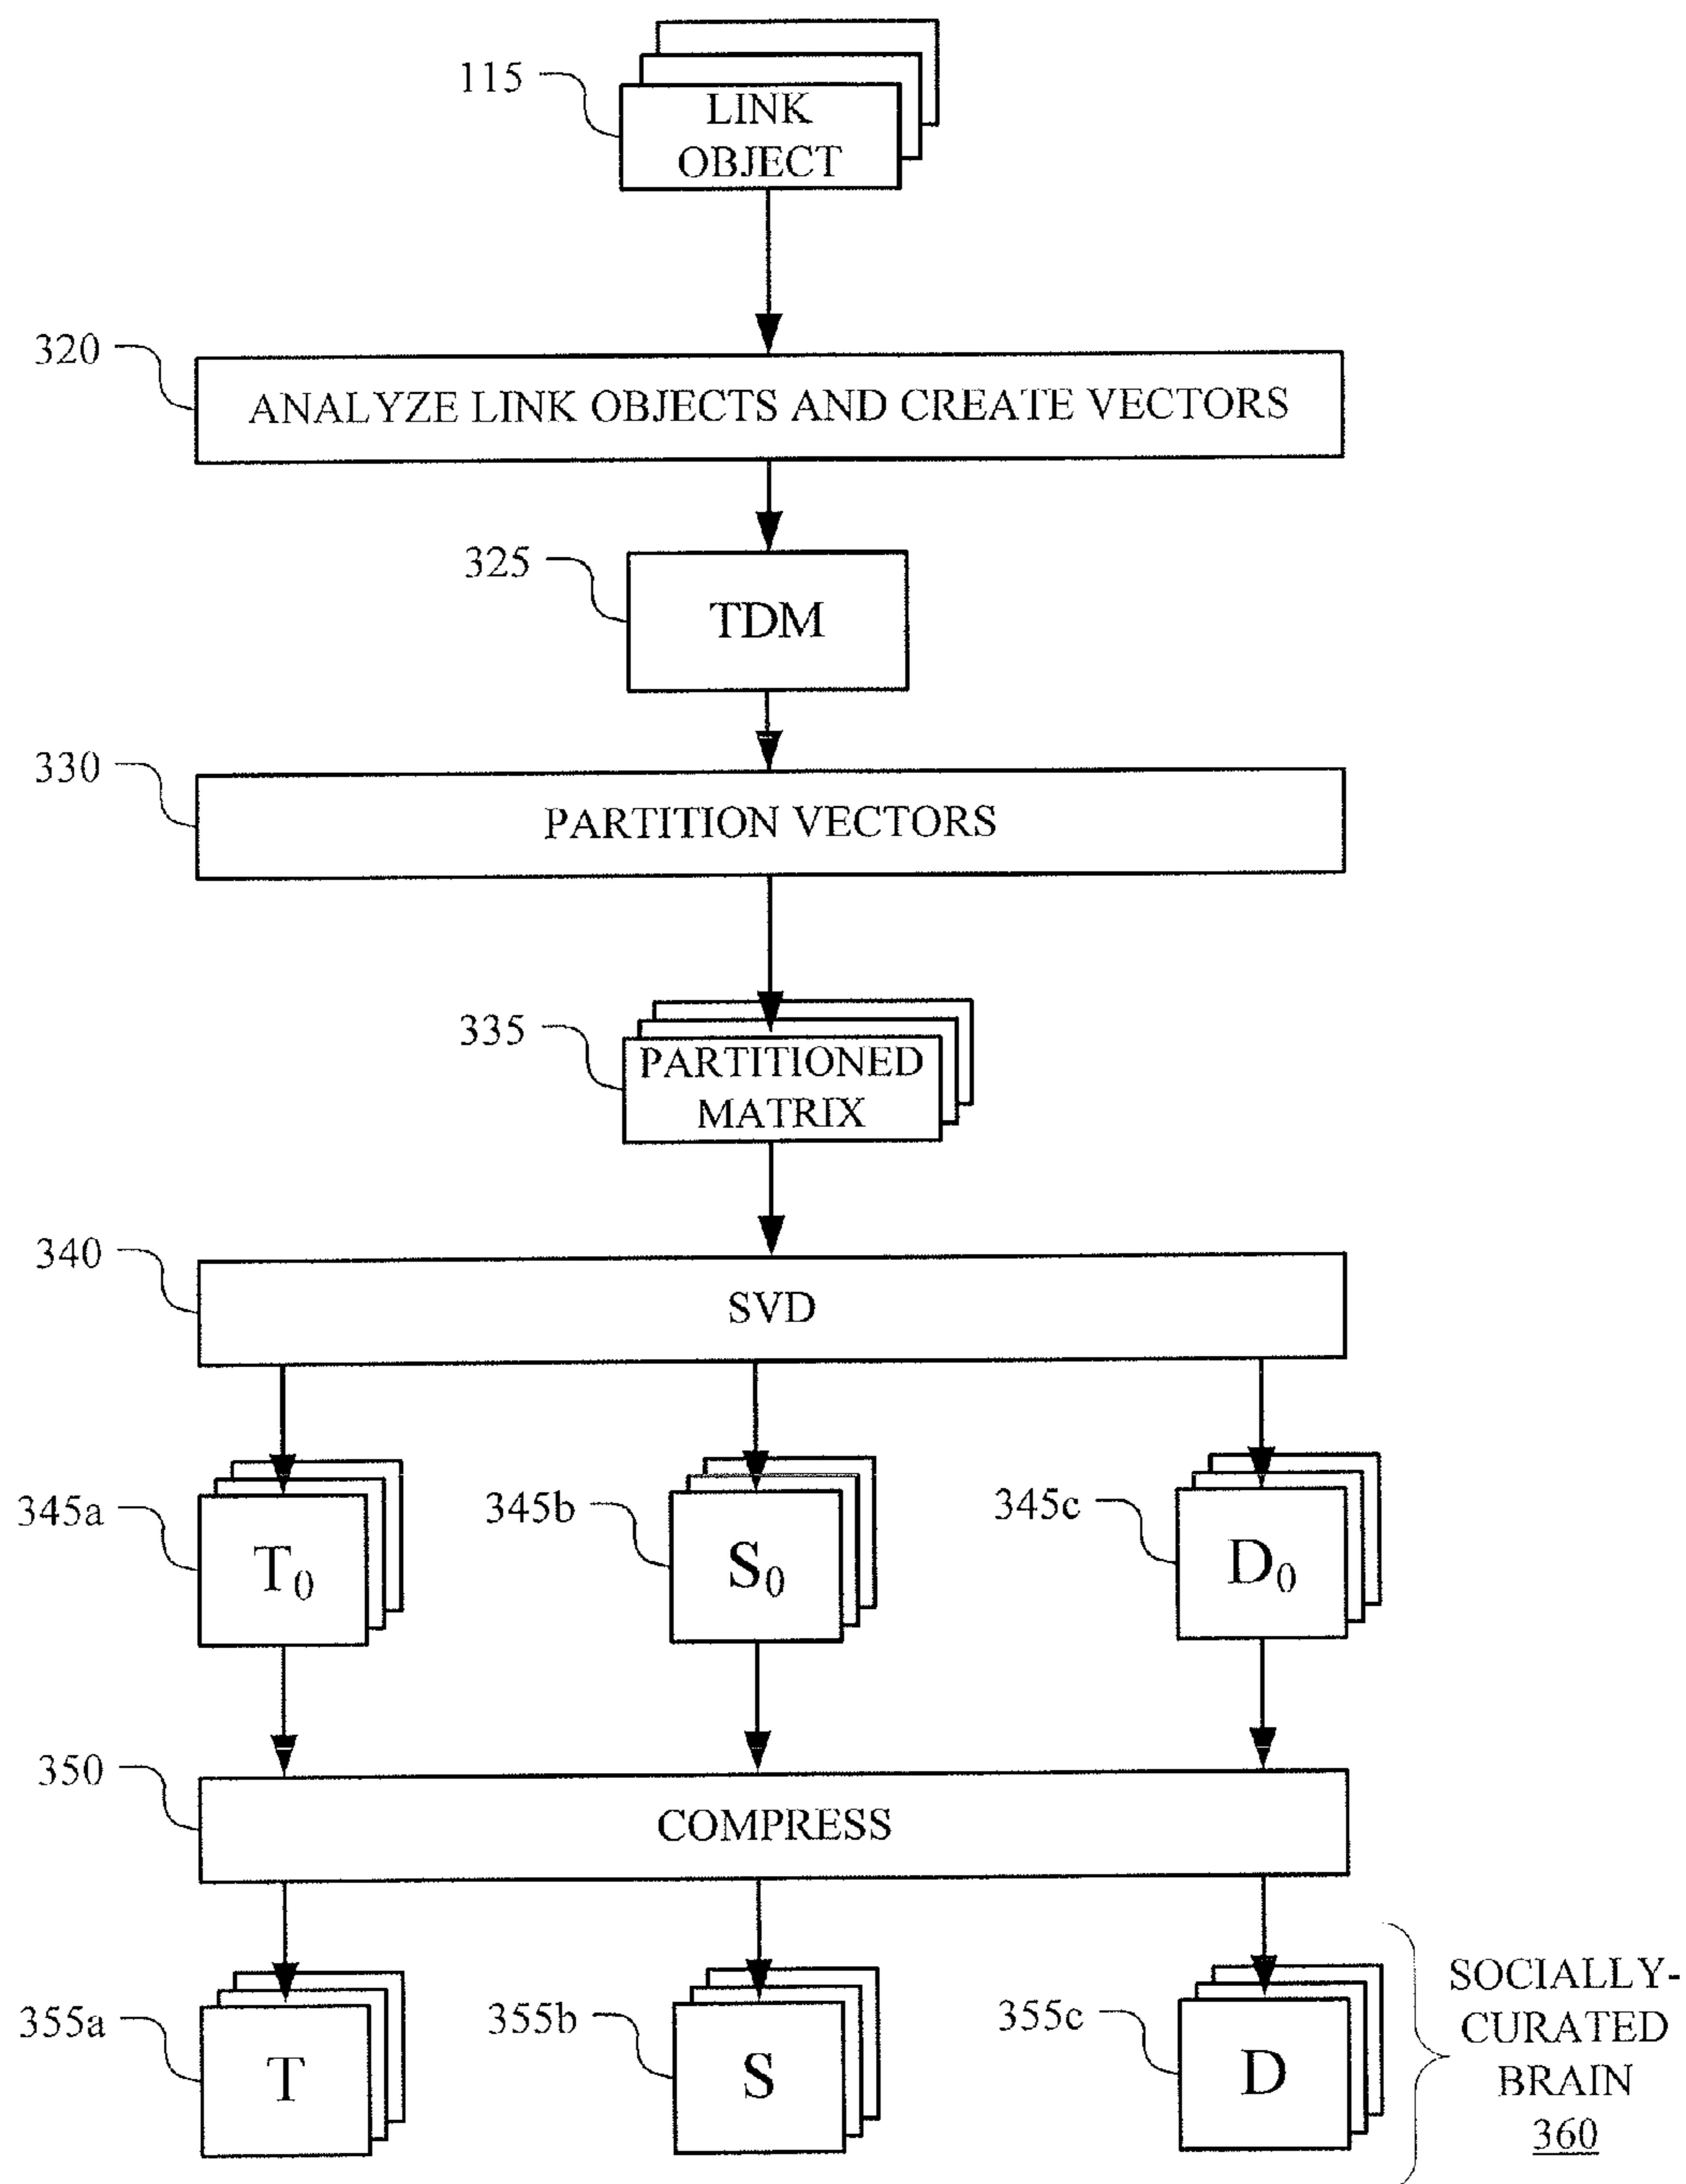 115
LINK
OBJECT
320
ANALYZE LINK OBJECTS AND CREATE VECTORS
325
TDM
330
PARTITION VECTORS
335
PARTITIONED
MATRIX
340
SVD
345a
T₀
345b
S₀
345c
D₀
350
COMPRESS
355a
T
355b
S
355c
D
SOCIALLY-
CURATED
BRAIN
360